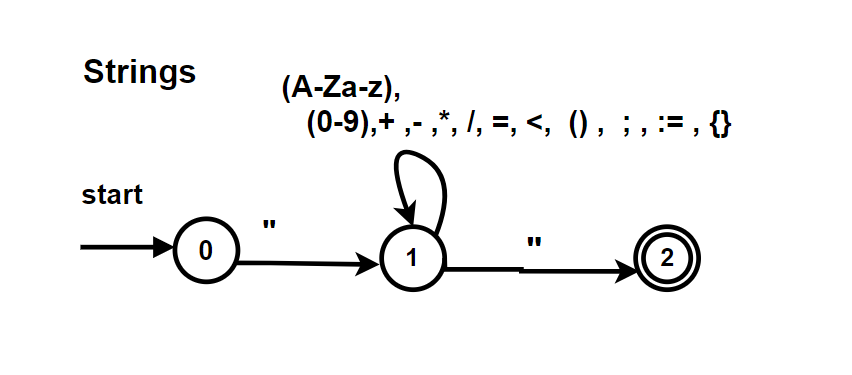 Strings
(A-Za-z),
(0-9),+ ,- ,*, /, =, <, () , ; , := , {}
start
"
"
0
1
2